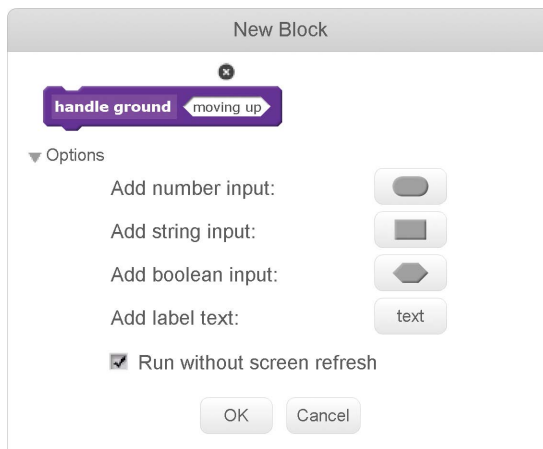 New Block
handle ground moving up
Options
Add number input:
Add string input:
Add boolean input:
Add label text: text
Run without screen refresh
OK Cancel